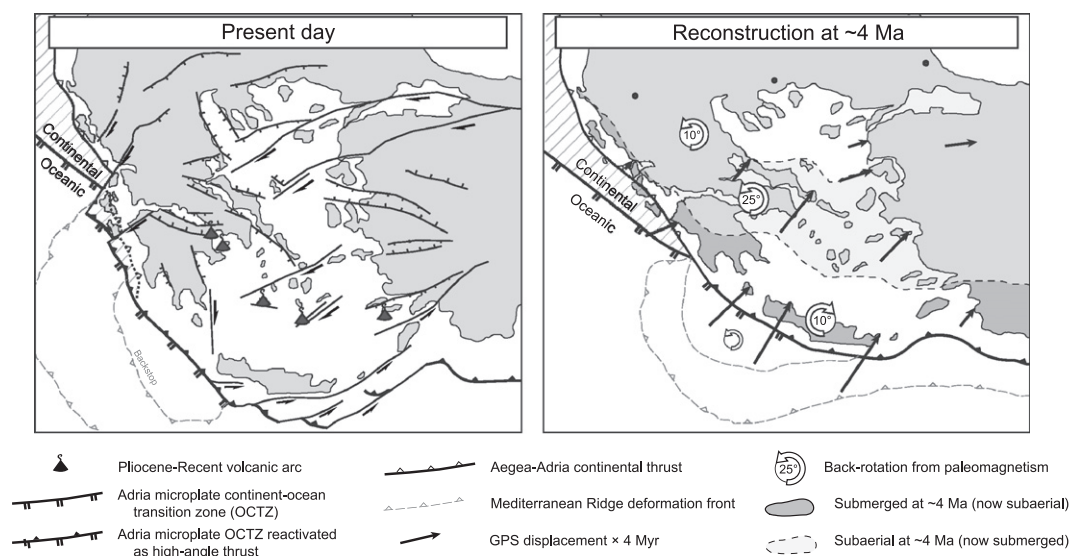 Present day
Reconstruction at ~4 Ma
Continental
Oceanic
Backstop
Continental
Oceanic
10°
25°
10°
Pliocene-Recent volcanic arc
Adria microplate continent-ocean
transition zone (OCTZ)
Adria microplate OCTZ reactivated
as high-angle thrust
Aegea-Adria continental thrust
Mediterranean Ridge deformation front
GPS displacement × 4 Myr
25°
Back-rotation from paleomagnetism
Submerged at ~4 Ma (now subaerial)
Subaerial at ~4 Ma (now submerged)